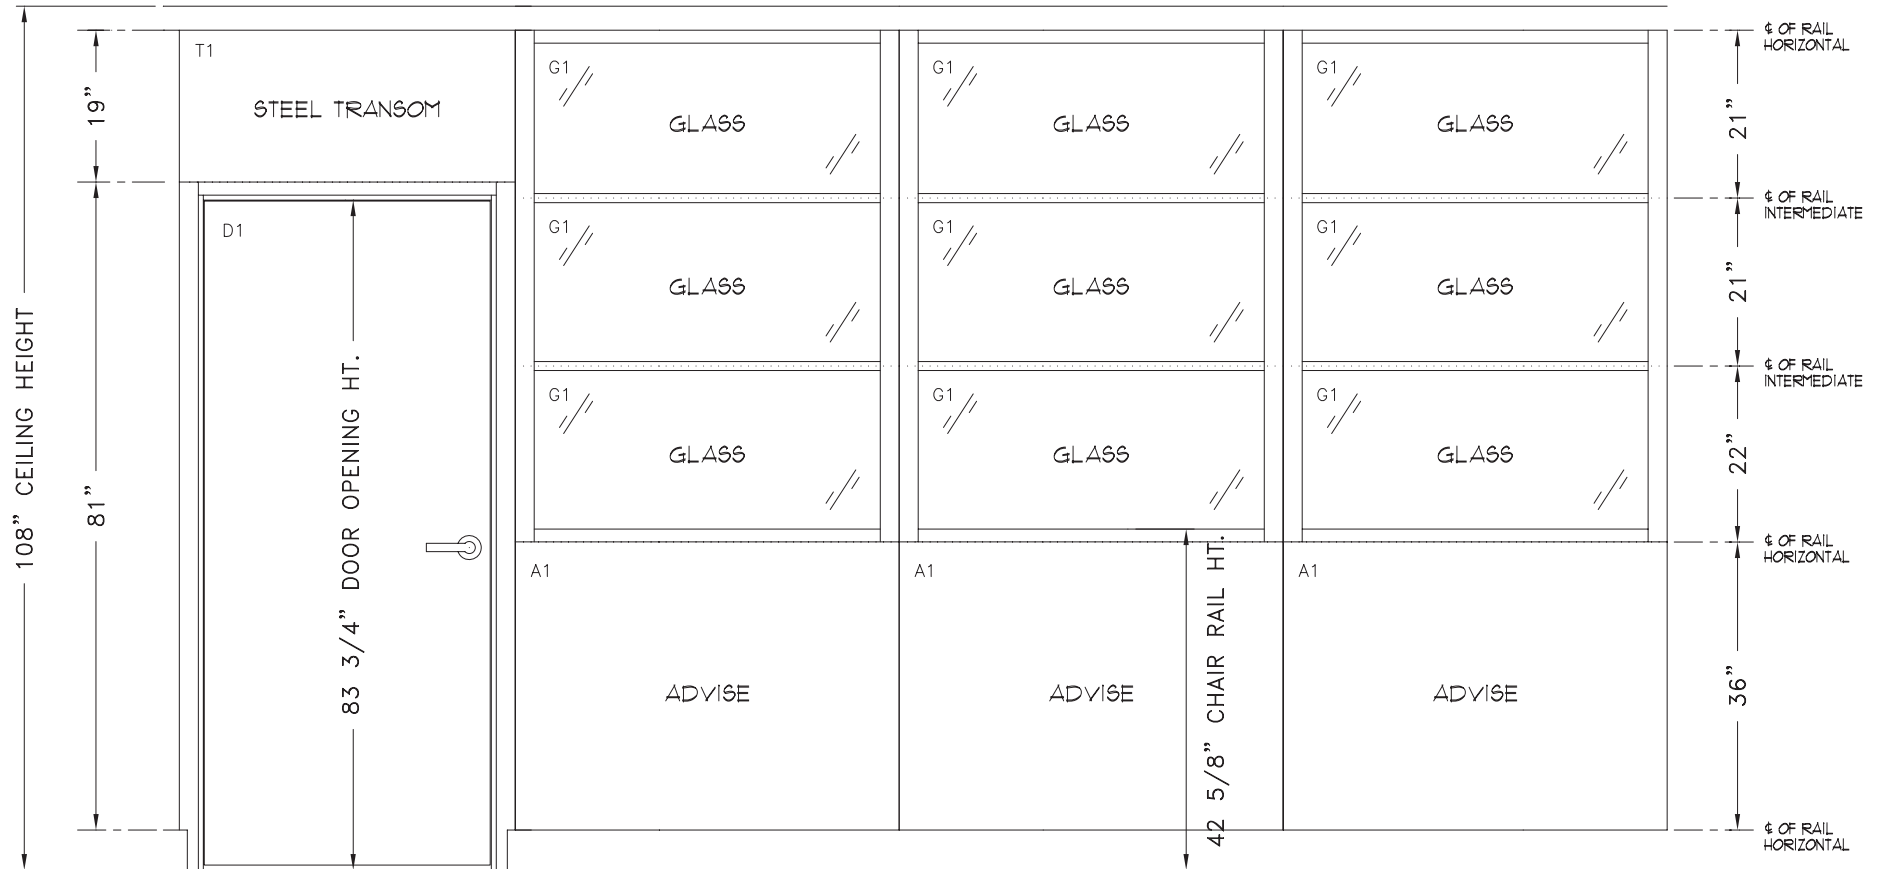 ℄ OF RAIL
HORIZONTAL
T1
STEEL TRANSOM
19"
G1
GLASS
G1
GLASS
G1
GLASS
21"
℄ OF RAIL
INTERMEDIATE
D1
G1
GLASS
G1
GLASS
G1
GLASS
21"
℄ OF RAIL
INTERMEDIATE
G1
GLASS
G1
GLASS
G1
GLASS
22"
108" CEILING HEIGHT
81"
83 3/4" DOOR OPENING HT.
℄ OF RAIL
HORIZONTAL
A1
ADVISE
A1
ADVISE
42 5/8" CHAIR RAIL HT.
A1
ADVISE
36"
℄ OF RAIL
HORIZONTAL